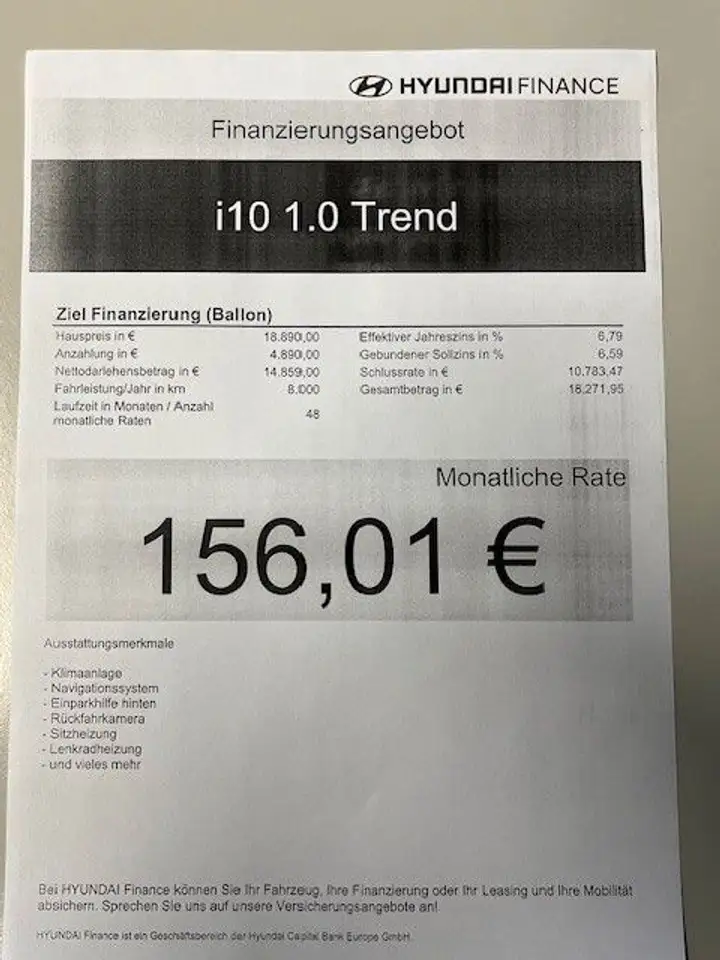 HYUNDAI FINANCE
Finanzierungsangebot
i10 1.0 Trend
Ziel Finanzierung (Ballon)
Hauspreis in € 18.890,00 Effektiver Jahreszins in % 6,79
Anzahlung in € 4.890,00 Gebundener Sollzins in % 6,59
Nettodarlehensbetrag in € 14.859,00 Schlussrate in € 10.783,47
Fahrleistung/Jahr in km 8.000 Gesamtbetrag in € 18.271,95
Laufzeit in Monaten / Anzahl
monatliche Raten 48
Monatliche Rate
156,01 €
Ausstattungsmerkmale
- Klimaanlage
- Navigationssystem
- Einparkhilfe hinten
- Rückfahrkamera
- Sitzheizung
- Lenkradheizung
- und vieles mehr
Bei HYUNDAI Finance können Sie Ihr Fahrzeug, Ihre Finanzierung oder Ihr Leasing und Ihre Mobilität
absichern. Sprechen Sie uns auf unsere Versicherungsangebote an!
HYUNDAI Finance ist ein Geschäftsbereich der Hyundai Capital Bank Europe GmbH.